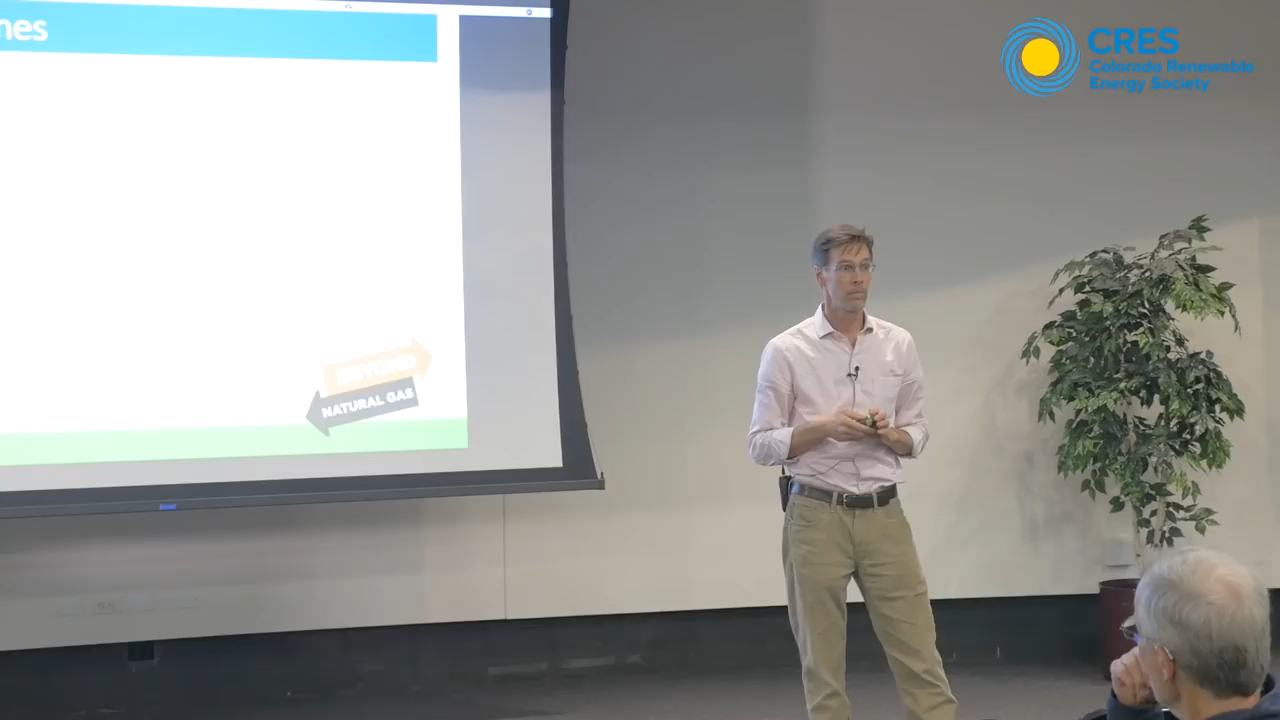 nes
CRES
Colorado Renewable
Energy Society
BEYOND
NATURAL GAS